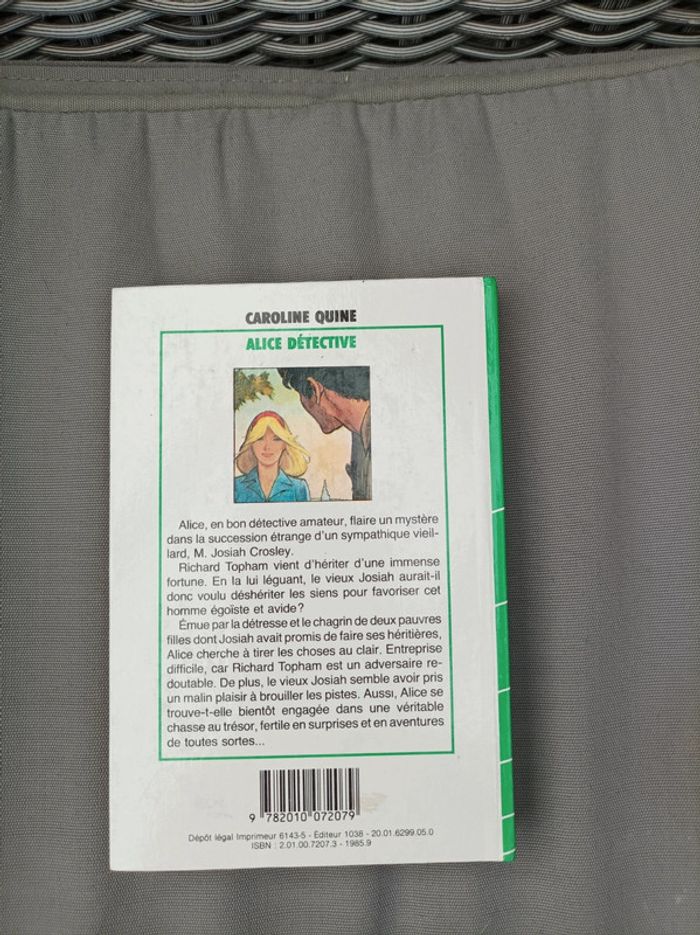 CAROLINE QUINE
ALICE DÉTECTIVE
Alice, en bon détective amateur, flaire un mystère
dans la succession étrange d'un sympathique vieil-
lard, M. Josiah Crosley.
Richard Topham vient d'hériter d'une immense
fortune. En la lui léguant, le vieux Josiah aurait-il
donc voulu déshériter les siens pour favoriser cet
homme égoïste et avide ?
Émue par la détresse et le chagrin de deux pauvres
filles dont Josiah avait promis de faire ses héritières,
Alice cherche à tirer les choses au clair. Entreprise
difficile, car Richard Topham est un adversaire re-
doutable. De plus, le vieux Josiah semble avoir pris
un malin plaisir à brouiller les pistes. Aussi, Alice se
trouve-t-elle bientôt engagée dans une véritable
chasse au trésor, fertile en surprises et en aventures
de toutes sortes...
9 782010 072079
Dépôt légal Imprimeur 6143-5 - Éditeur 1038 - 20.01.6299.05.0
ISBN : 2.01.00.7207.3 - 1985.9